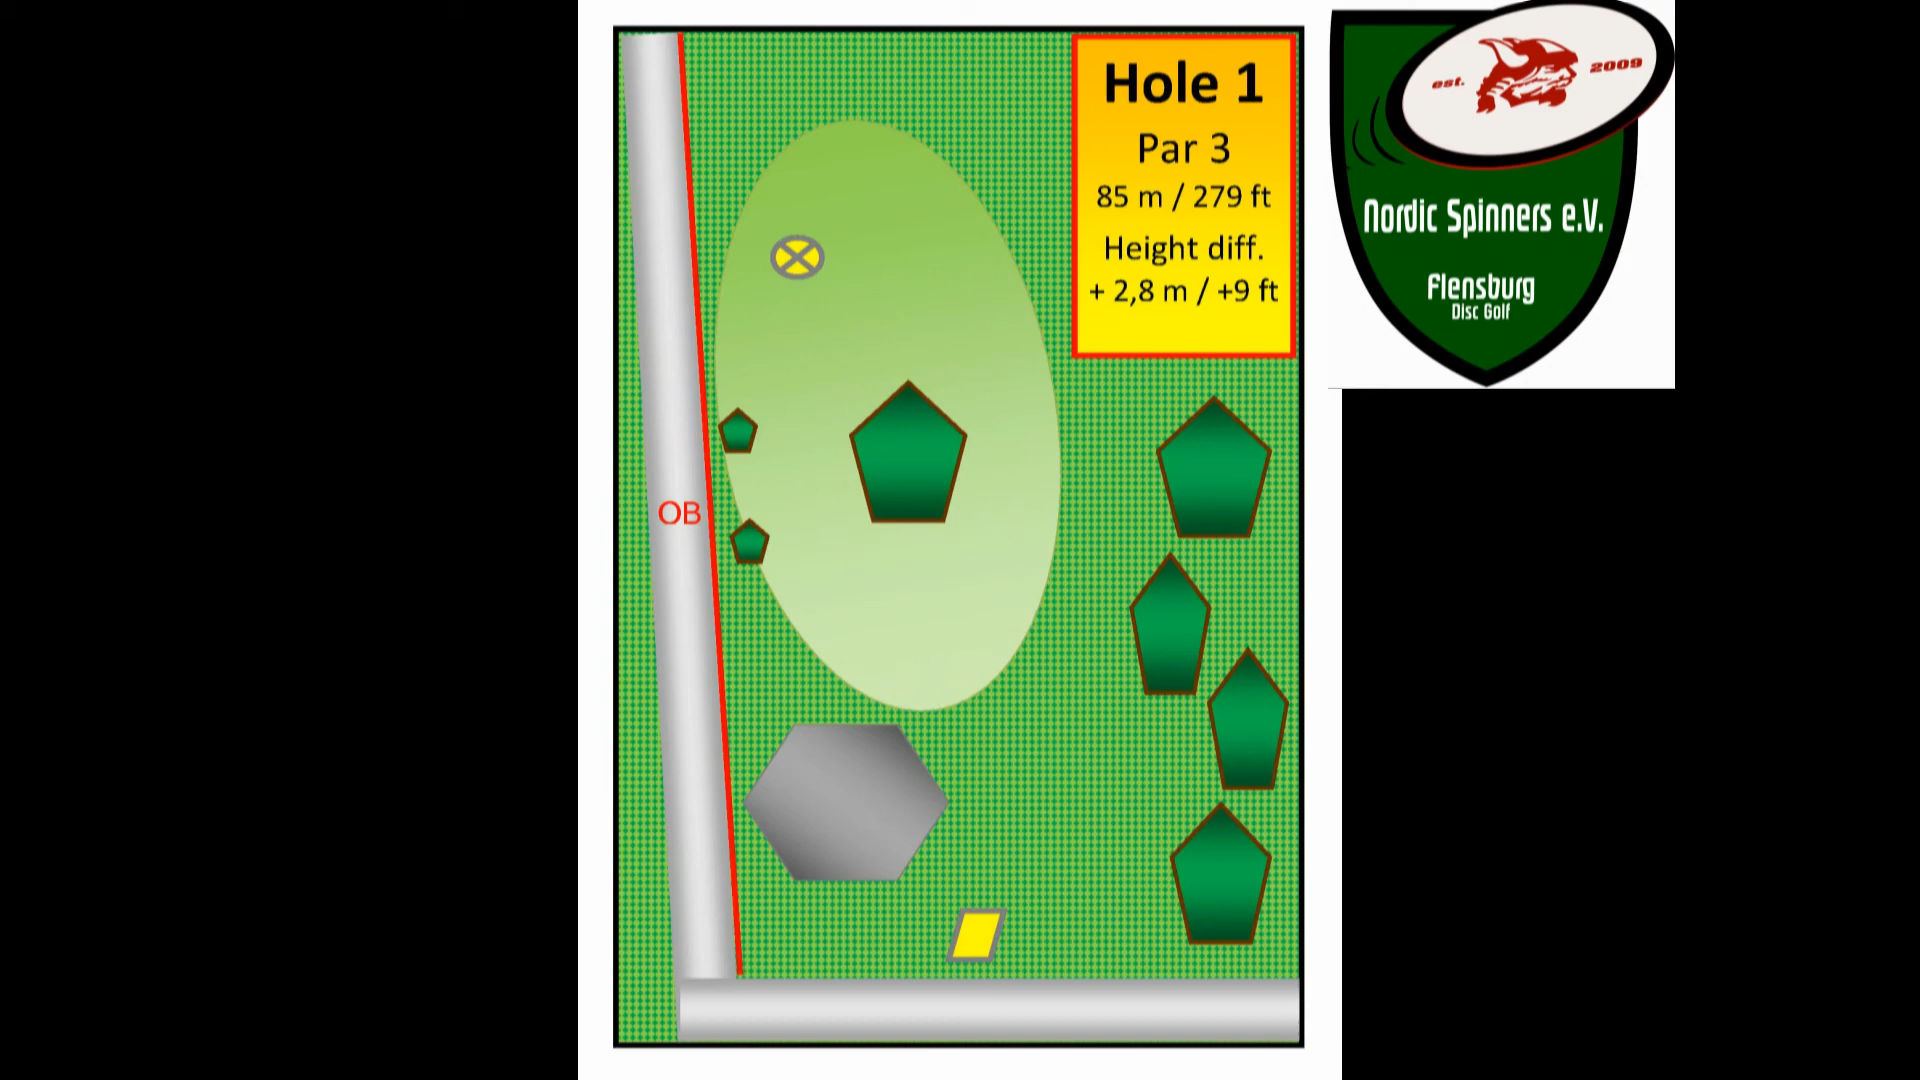 Hole 1
Par 3
85 m / 279 ft
Height diff.
+ 2,8 m / +9 ft
OB
est. 2009
Nordic Spinners e.V.
Flensburg
Disc Golf